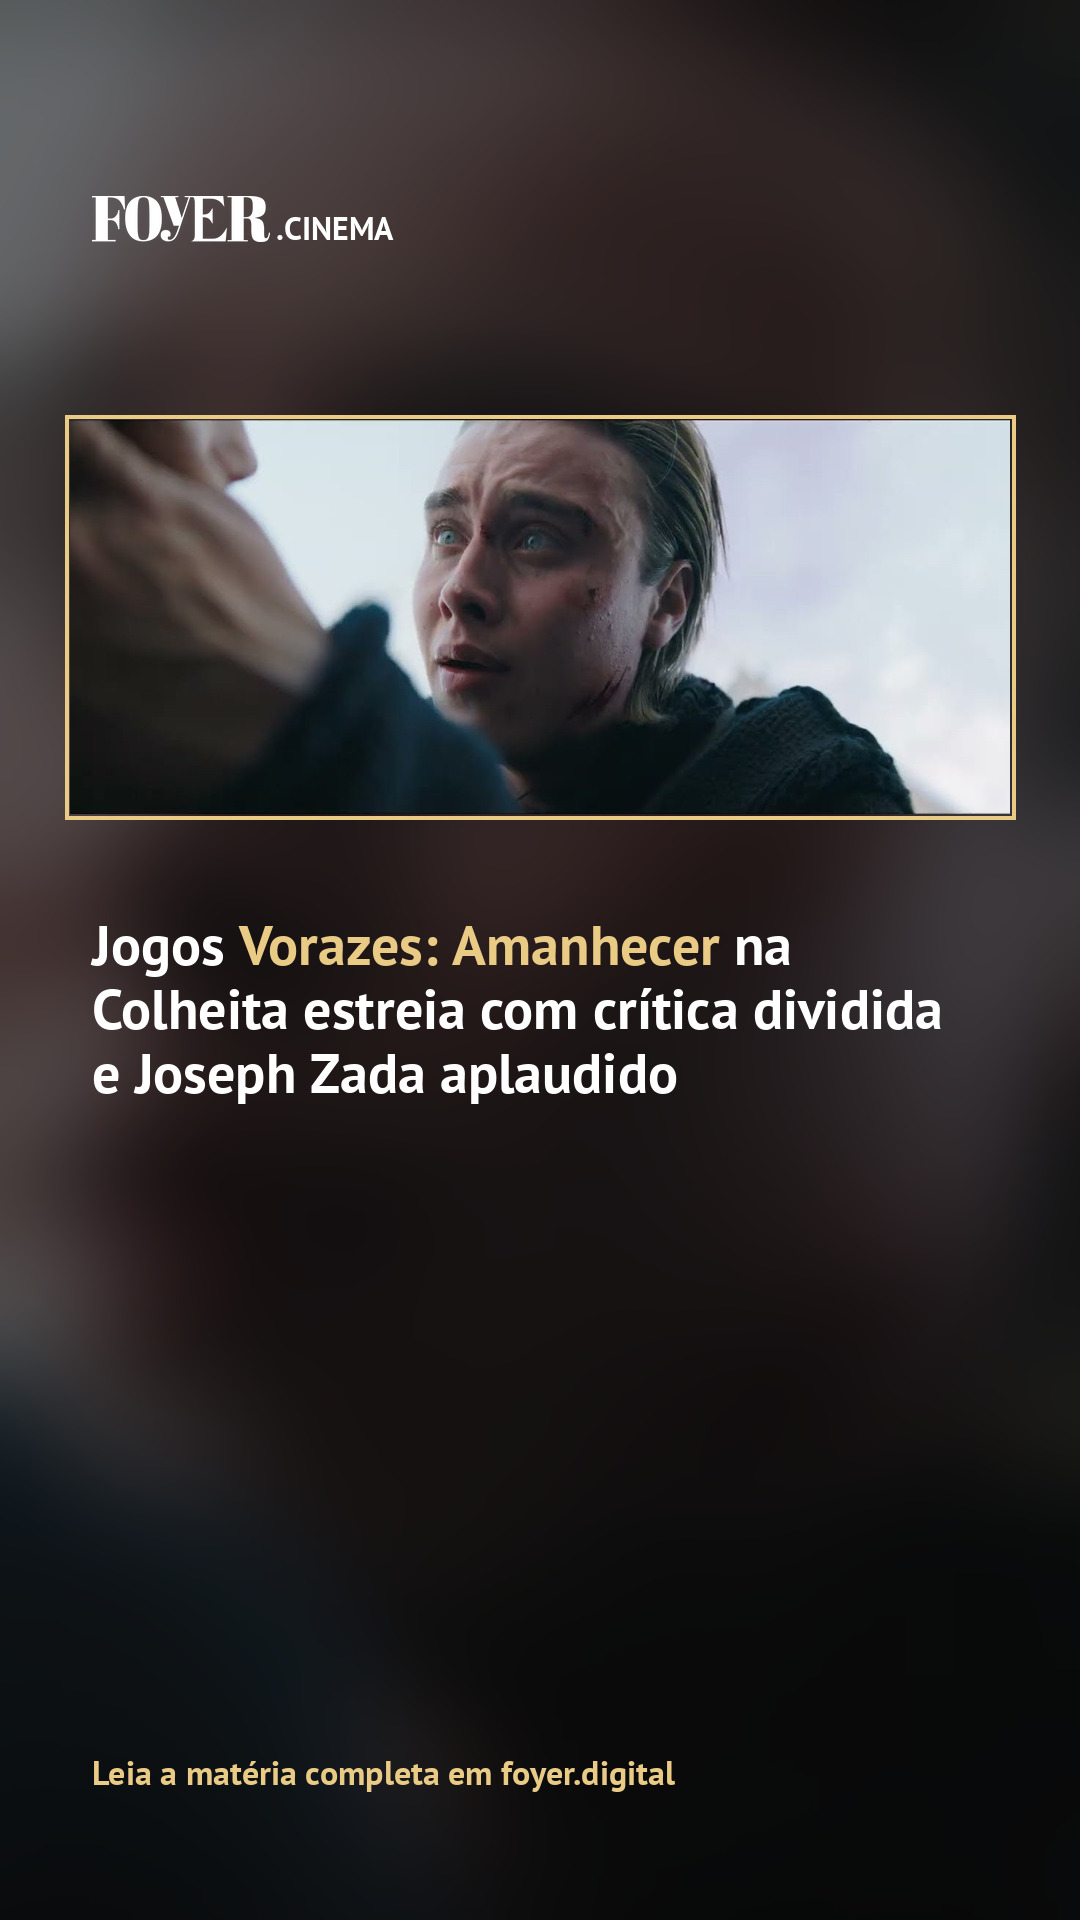 FOYER.CINEMA
Jogos Vorazes: Amanhecer na
Colheita estreia com crítica dividida
e Joseph Zada aplaudido
Leia a matéria completa em foyer.digital